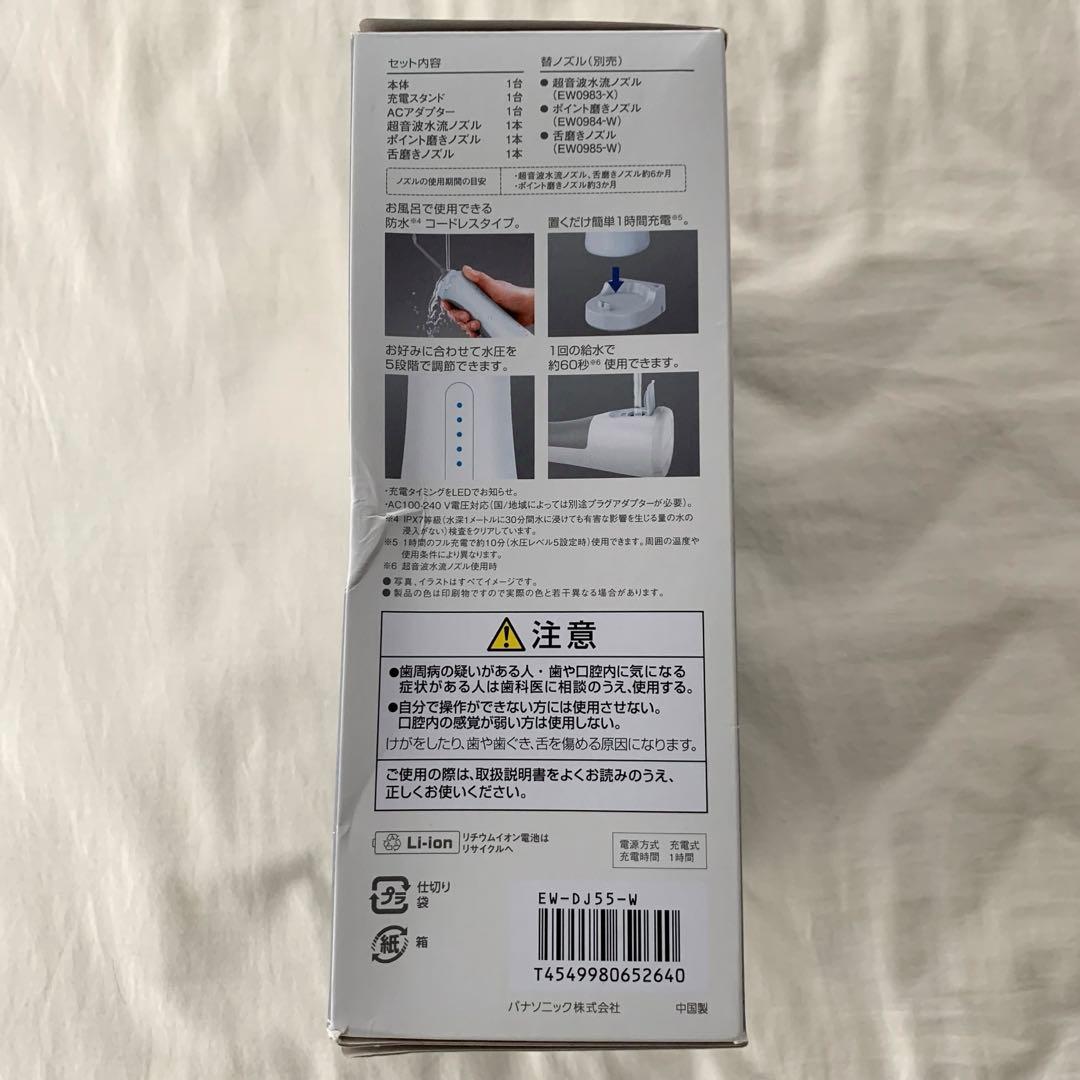 セット内容
本体 1台
充電スタンド 1台
ACアダプター 1台
超音波水流ノズル 1本
ポイント磨きノズル 1本
舌磨きノズル 1本
替ノズル(別売)
● 超音波水流ノズル
(EW0983-X)
● ポイント磨きノズル
(EW0984-W)
● 舌磨きノズル
(EW0985-W)
ノズルの使用期間の目安
・超音波水流ノズル、舌磨きノズル約6か月
・ポイント磨きノズル約3か月
お風呂で使用できる
防水※4 コードレスタイプ。
置くだけ簡単1時間充電※5。
お好みに合わせて水圧を
5段階で調節できます。
1回の給水で
約60秒※6 使用できます。
・充電タイミングをLEDでお知らせ。
・AC100-240 V電圧対応(国/地域によっては別途プラグアダプターが必要)。
※4 IPX7等級(水深1メートルに30分間水に浸けても有害な影響を生じる量の水の
浸入がない)検査をクリアしています。
※5 1時間のフル充電で約10分(水圧レベル5設定時)使用できます。周囲の温度や
使用条件により異なります。
※6 超音波水流ノズル使用時
● 写真、イラストはすべてイメージです。
● 製品の色は印刷物ですので実際の色と若干異なる場合があります。
注意
●歯周病の疑いがある人・歯や口腔内に気になる
症状がある人は歯科医に相談のうえ、使用する。
●自分で操作ができない方には使用させない。
口腔内の感覚が弱い方は使用しない。
けがをしたり、歯や歯ぐき、舌を傷める原因になります。
ご使用の際は、取扱説明書をよくお読みのうえ、
正しくお使いください。
Li-ion
リチウムイオン電池は
リサイクルへ
電源方式 充電式
充電時間 1時間
プラ
仕切り
袋
紙
箱
EW-DJ55-W
T4549980652640
パナソニック株式会社
中国製